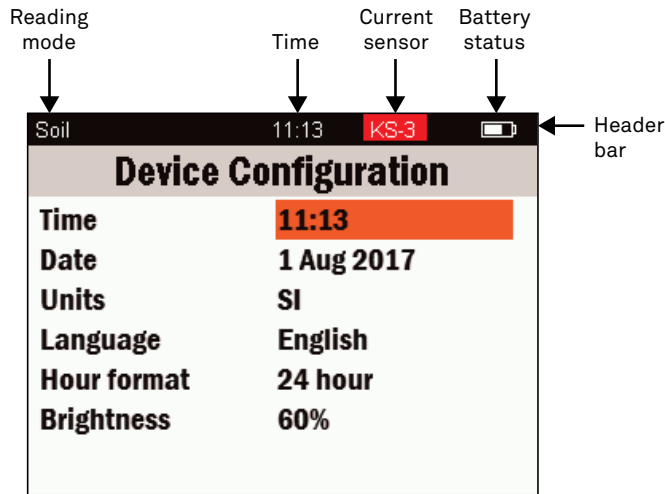 Reading
mode
Time
Current
sensor
Battery
status
Header
bar
Soil 11:13 KS-3
Device Configuration
Time 11:13
Date 1 Aug 2017
Units SI
Language English
Hour format 24 hour
Brightness 60%